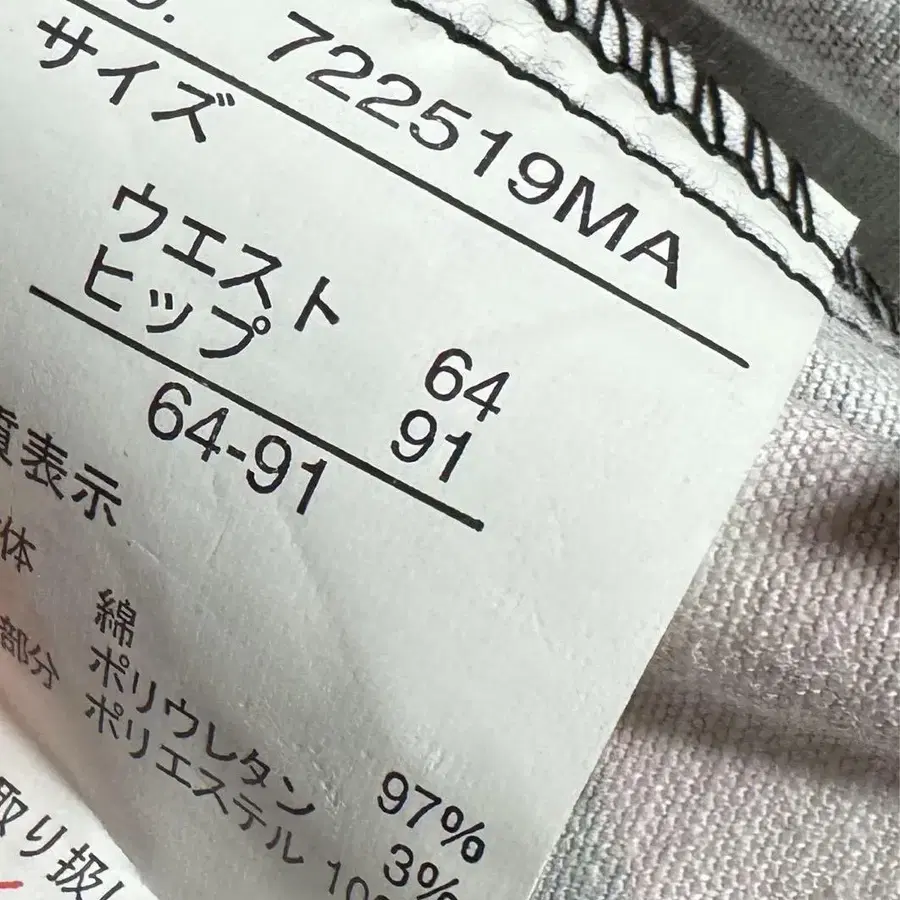 722519MA
サイズ
ウエスト 64
ヒップ 91
64-91
表示
体 綿 97%
ポリウレタン 3%
部分 ポリエステル
取り扱い